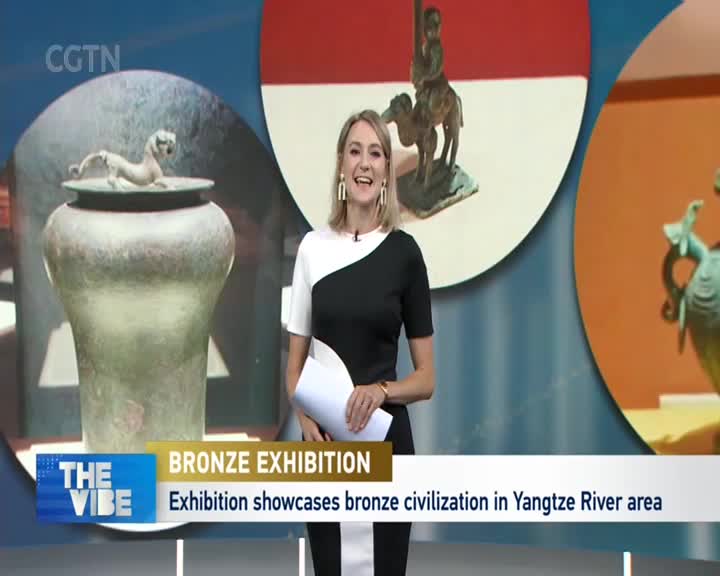 CGTN
BRONZE EXHIBITION
THE
VIBE
Exhibition showcases bronze civilization in Yangtze River area